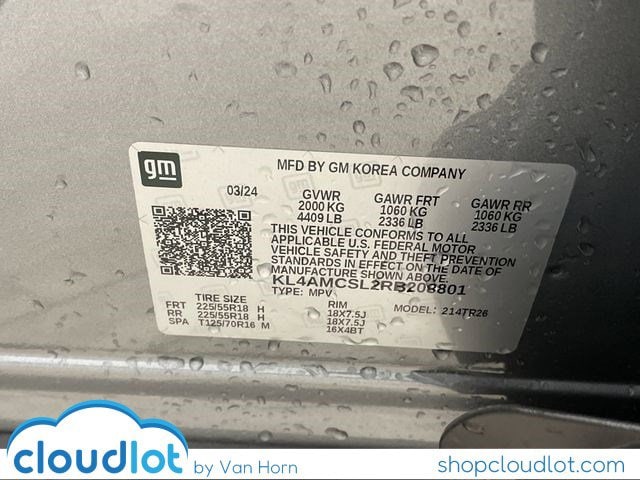 gm
MFD BY GM KOREA COMPANY
03/24 GVWR GAWR FRT GAWR RR
2000 KG 1060 KG 1060 KG
4409 LB 2336 LB 2336 LB
THIS VEHICLE CONFORMS TO ALL
APPLICABLE U.S. FEDERAL MOTOR
VEHICLE SAFETY AND THEFT
STANDARDS IN EFFECT ON THE DATE OF
MANUFACTURE SHOWN ABOVE.
KL4AMCSL2RB208801
TYPE: MPV MODEL: 214TR26
TIRE SIZE RIM
FRT 225/55R18 H 18X7.5J
RR 225/55R18 H 18X7.5J
SPA T125/70R16 M 16X4BT
cloudlot by Van Horn shopcloudlot.com